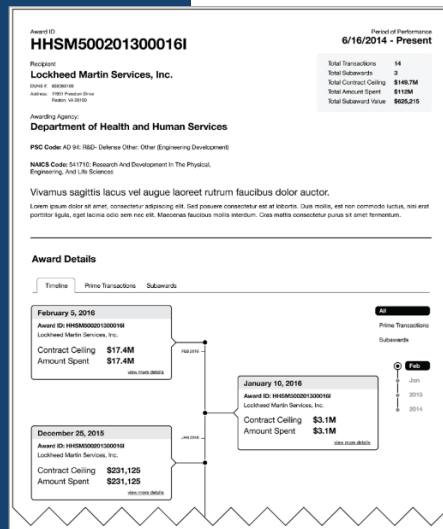 Award ID
HHSM500201300016I
Period of Performance
6/16/2014 - Present
Recipient
Lockheed Martin Services, Inc.
Address:
Total Transactions 14
Total Subawards 3
Total Contract Ceiling $149.7M
Total Amount Spent $112M
Total Subaward Value $625,215
Awarding Agency:
Department of Health and Human Services
PSC Code: AD 94: R&D- Defense Other: Other (Engineering Development)
NAICS Code: 541710: Research And Development In The Physical,
Engineering, And Life Sciences
Vivamus sagittis lacus vel augue laoreet rutrum faucibus dolor auctor.
Lorem ipsum dolor sit amet, consectetur adipiscing elit. Sed posuere consectetur est at lobortis. Duis mollis, est non commodo luctus, nisi erat
porttitor ligula, eget lacinia odio sem nec elit. Maecenas faucibus mollis interdum. Cras mattis consectetur purus sit amet fermentum.
Award Details
Timeline Prime Transactions Subawards
February 5, 2016
Award ID: HHSM500201300016I
Lockheed Martin Services, Inc.
Contract Ceiling $17.4M
Amount Spent $17.4M
view more details
FEB 2016
All
Prime Transactions
Subawards
Feb
Jan
2015
2014
January 10, 2016
Award ID: HHSM500201300016I
Lockheed Martin Services, Inc.
Contract Ceiling $3.1M
Amount Spent $3.1M
view more details
JAN 2016
December 25, 2015
Award ID: HHSM500201300016I
Lockheed Martin Services, Inc.
Contract Ceiling $231,125
Amount Spent $231,125
view more details